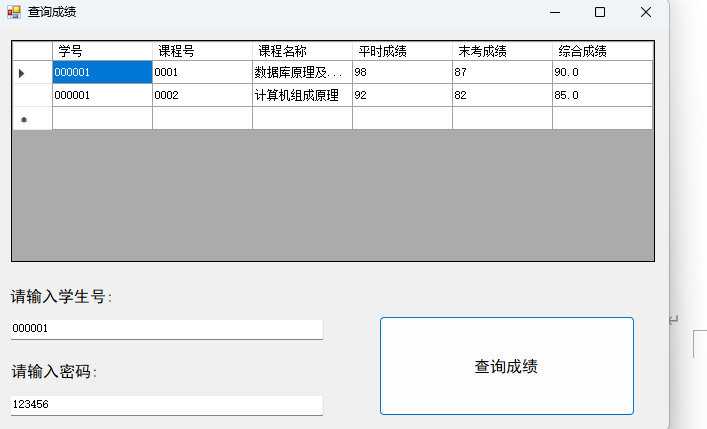 查询成绩
学号 课程号 课程名称 平时成绩 末考成绩 综合成绩
000001 0001 数据库原理及... 98 87 90.0
000001 0002 计算机组成原理 92 82 85.0
请输入学生号:
000001
请输入密码:
123456
查询成绩